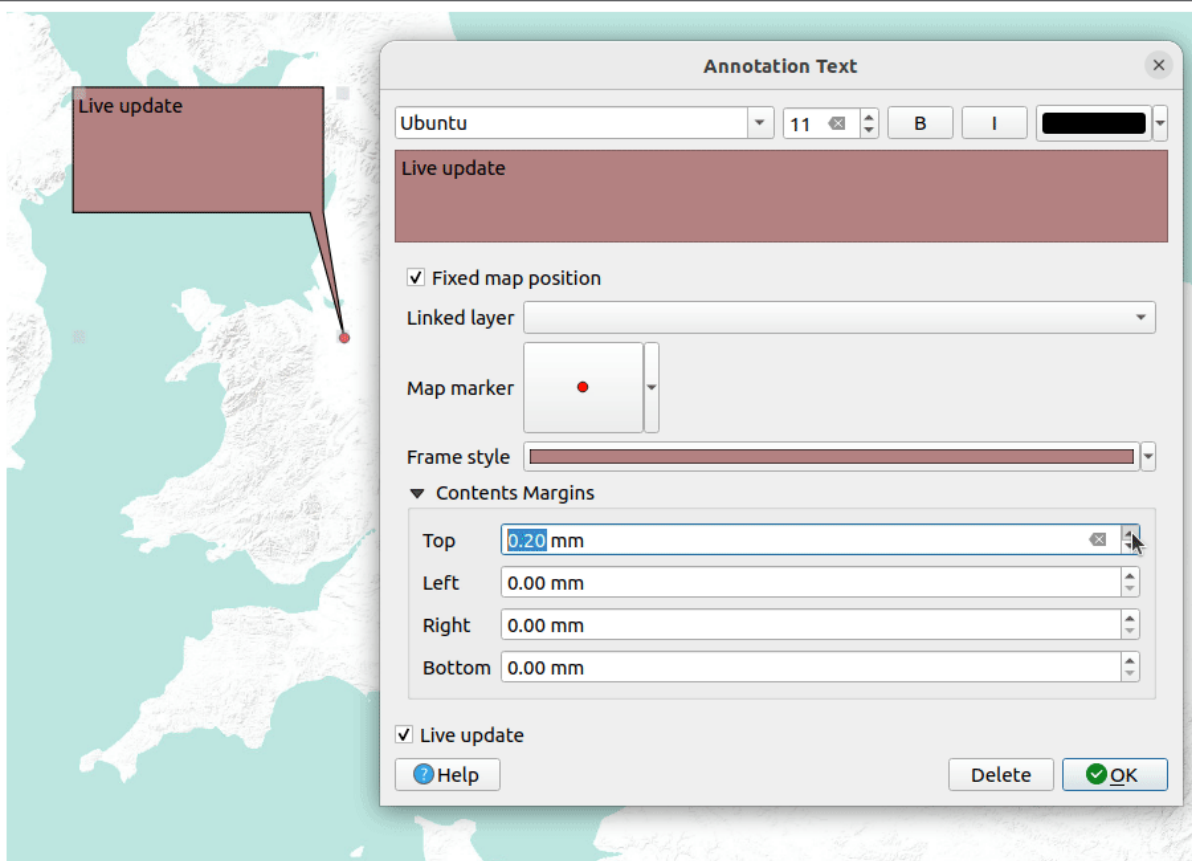 Annotation Text
Live update
Ubuntu 11 B I
Live update
Fixed map position
Linked layer
Map marker
Frame style
Contents Margins
Top 0.20 mm
Left 0.00 mm
Right 0.00 mm
Bottom 0.00 mm
Live update
Help Delete OK